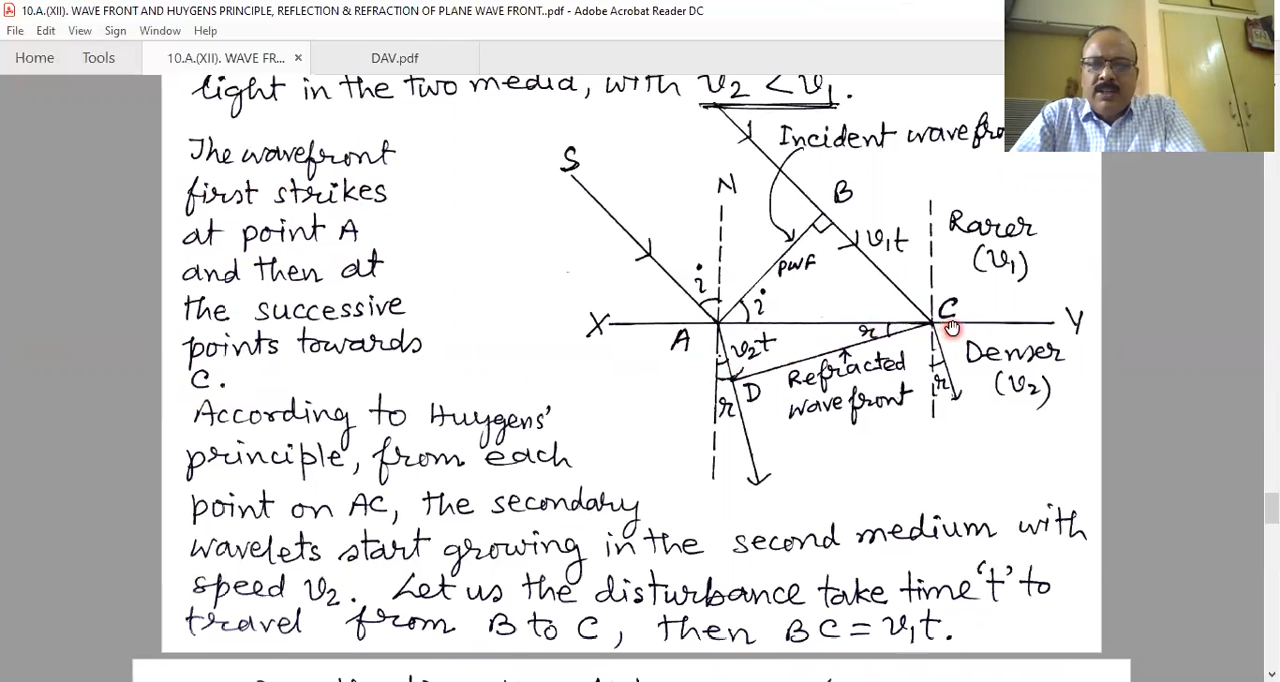 10.A.(XII). WAVE FRONT AND HUYGENS PRINCIPLE, REFLECTION & REFRACTION OF PLANE WAVE FRONT..pdf - Adobe Acrobat Reader DC
File Edit View Sign Window Help
Home Tools 10.A.(XII). WAVE FR... × DAV.pdf
light in the two media, with v2 < v1.
The wavefront
first strikes
at point A
and then at
the successive
points towards
C.
S
N
Incident wavefro
B
i
i
PWF
v1t
Rarer
(v1)
X
A
C
Y
v2t
r
D
r
Refracted
wavefront
r
Denser
(v2)
According to Huygens'
principle, from each
point on AC, the secondary
wavelets start growing in the second medium with
speed v2. Let us the disturbance take time 't' to
travel from B to C, then BC = v1t.